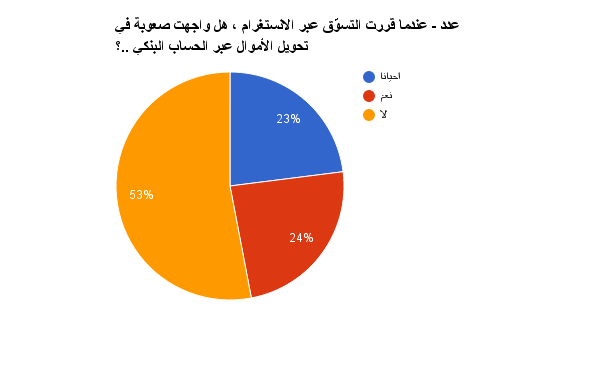 عدد - عندما قررت التسوّق عبر الانستغرام ، هل واجهت صعوبة في
تحويل الأموال عبر الحساب البنكي ..؟
احيانا
نعم
لا
23%
24%
53%